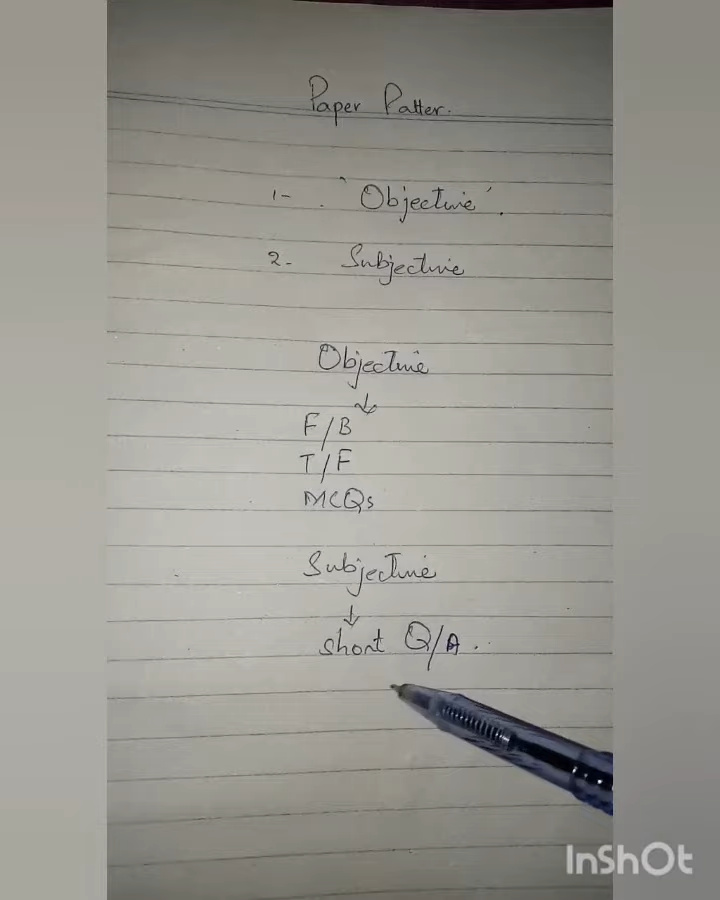 Paper Patter.
1- . "Objective".
2- Subjective
Objective
↓
F/B
T/F
MCQs
Subjective
↓
short Q/A.
InShOt